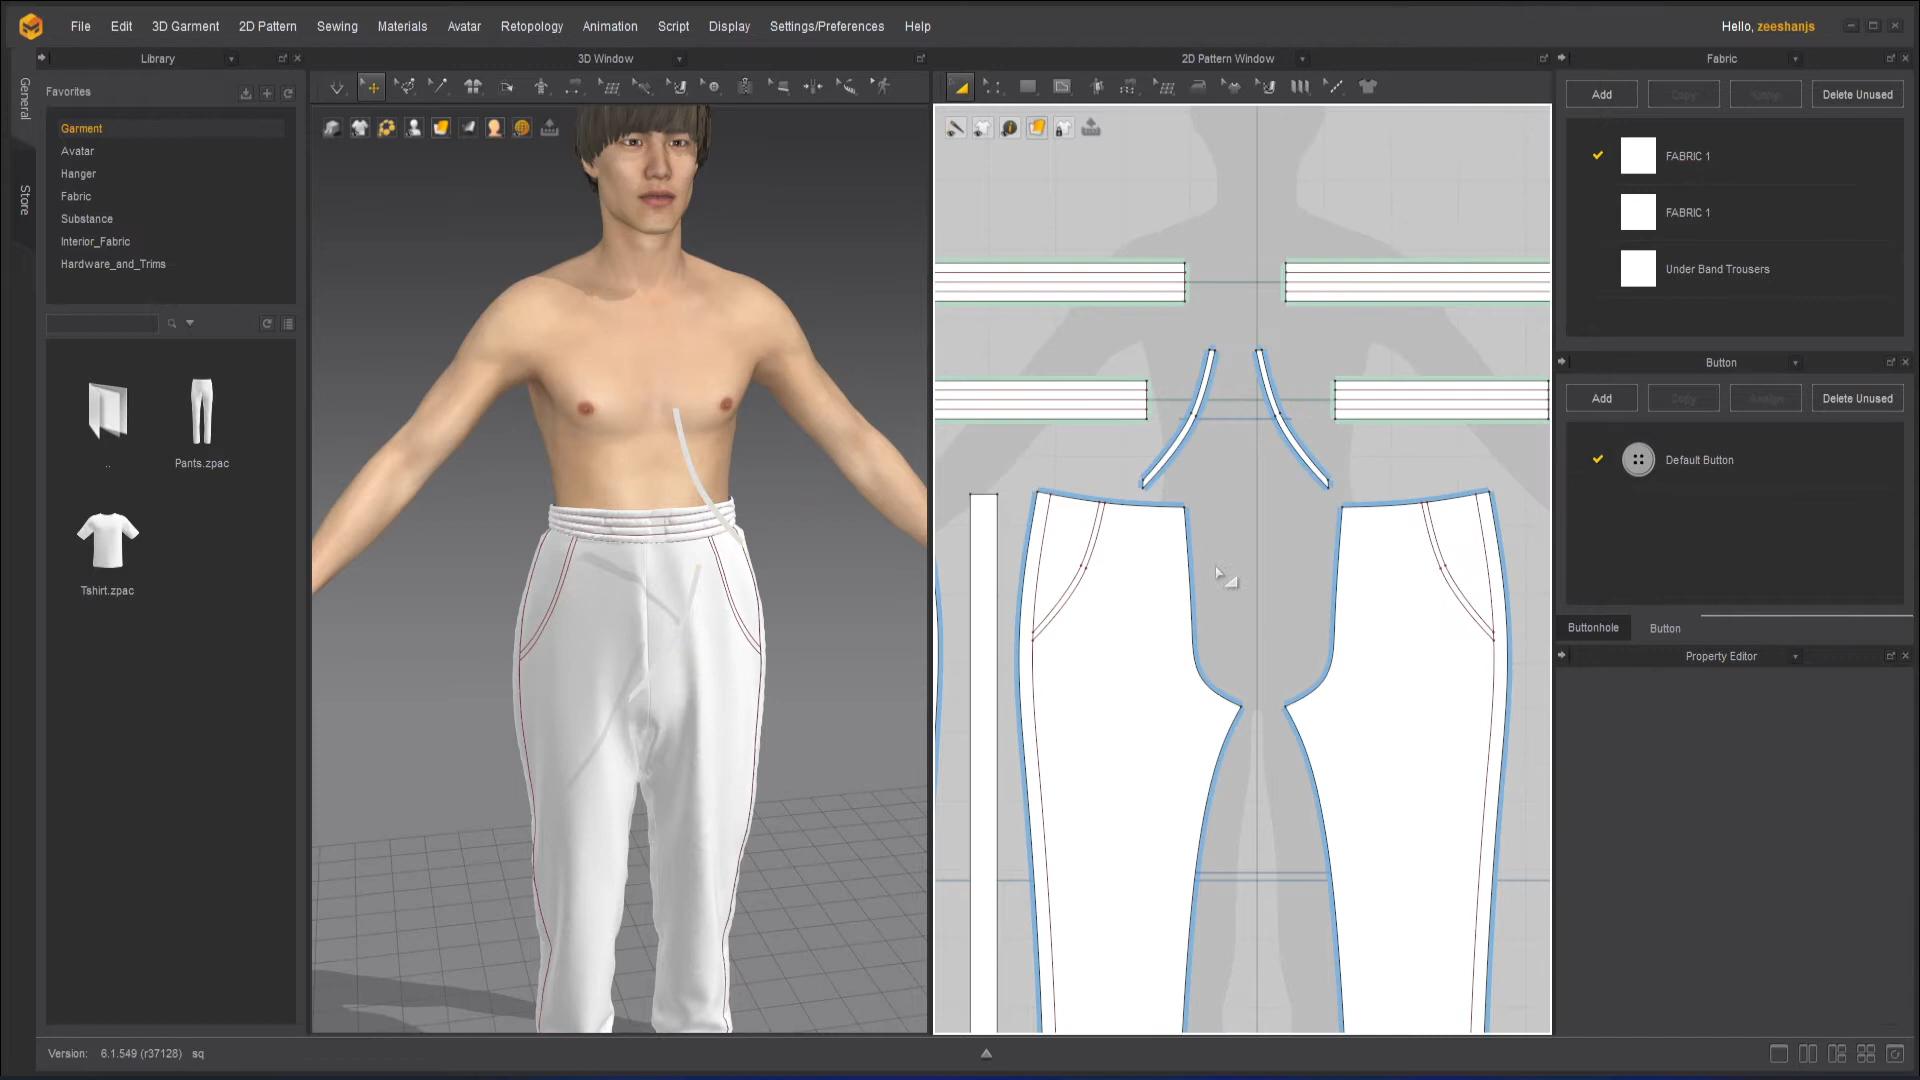 File Edit 3D Garment 2D Pattern Sewing Materials Avatar Retopology Animation Script Display Settings/Preferences Help
Hello, zeeshanjs
General
Store
Library
Favorites
Garment
Avatar
Hanger
Fabric
Substance
Interior_Fabric
Hardware_and_Trims
..
Pants.zpac
Tshirt.zpac
3D Window
2D Pattern Window
Fabric
Add Copy Delete Unused
FABRIC 1
FABRIC 1
Under Band Trousers
Button
Add Copy Assign Delete Unused
Default Button
Buttonhole Button
Property Editor
Version: 6.1.549 (r37128) sq